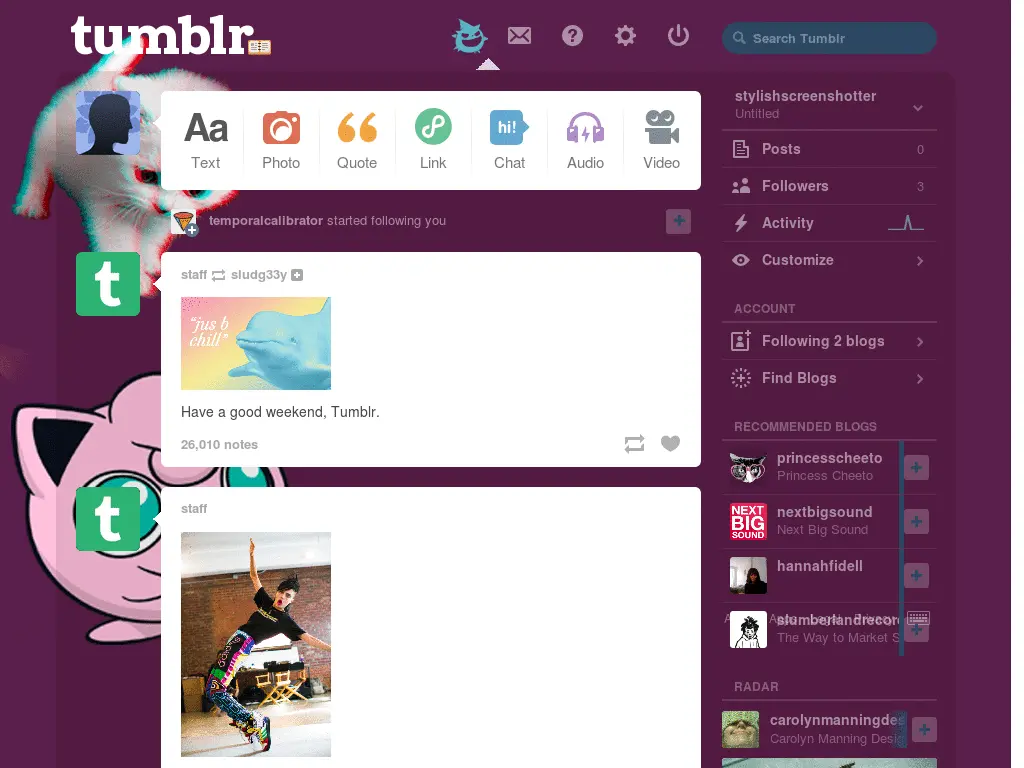 tumblr.
Search Tumblr
Aa
hi!
Text
Photo
Quote
Link
Chat
Audio
Video
temporalcalibrator started following you
t
staff sludg33y
"jus b
chill"
Have a good weekend, Tumblr.
26,010 notes
t
staff
stylishscreenshotter
Untitled
Posts 0
Followers 3
Activity
Customize
ACCOUNT
Following 2 blogs
Find Blogs
RECOMMENDED BLOGS
princesscheeto
Princess Cheeto
NEXT
BIG
SOUND
nextbigsound
Next Big Sound
hannahfidell
The Way to Market S
RADAR
carolynmanningdes
Carolyn Manning Desig